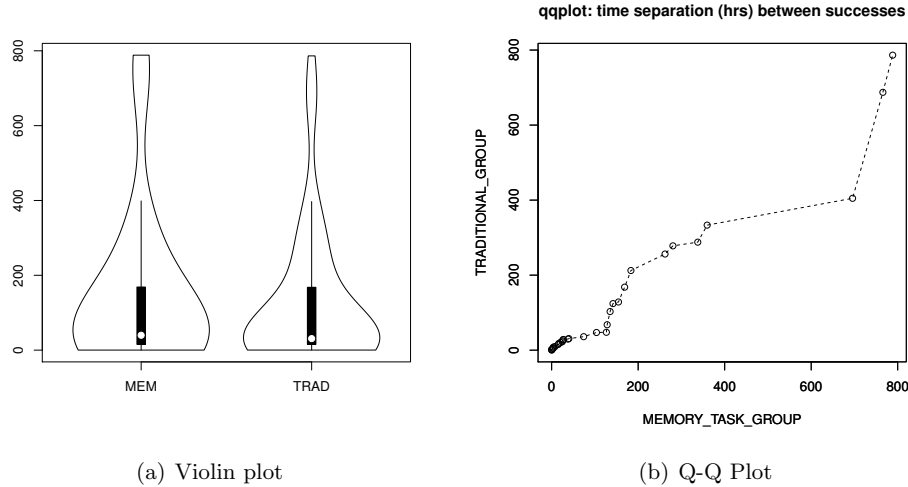 qqplot: time separation (hrs) between successes
800
600
400
200
0
MEM
TRAD
TRADITIONAL_GROUP
800
600
400
200
0
0
200
400
600
800
MEMORY_TASK_GROUP
(a) Violin plot
(b) Q-Q Plot